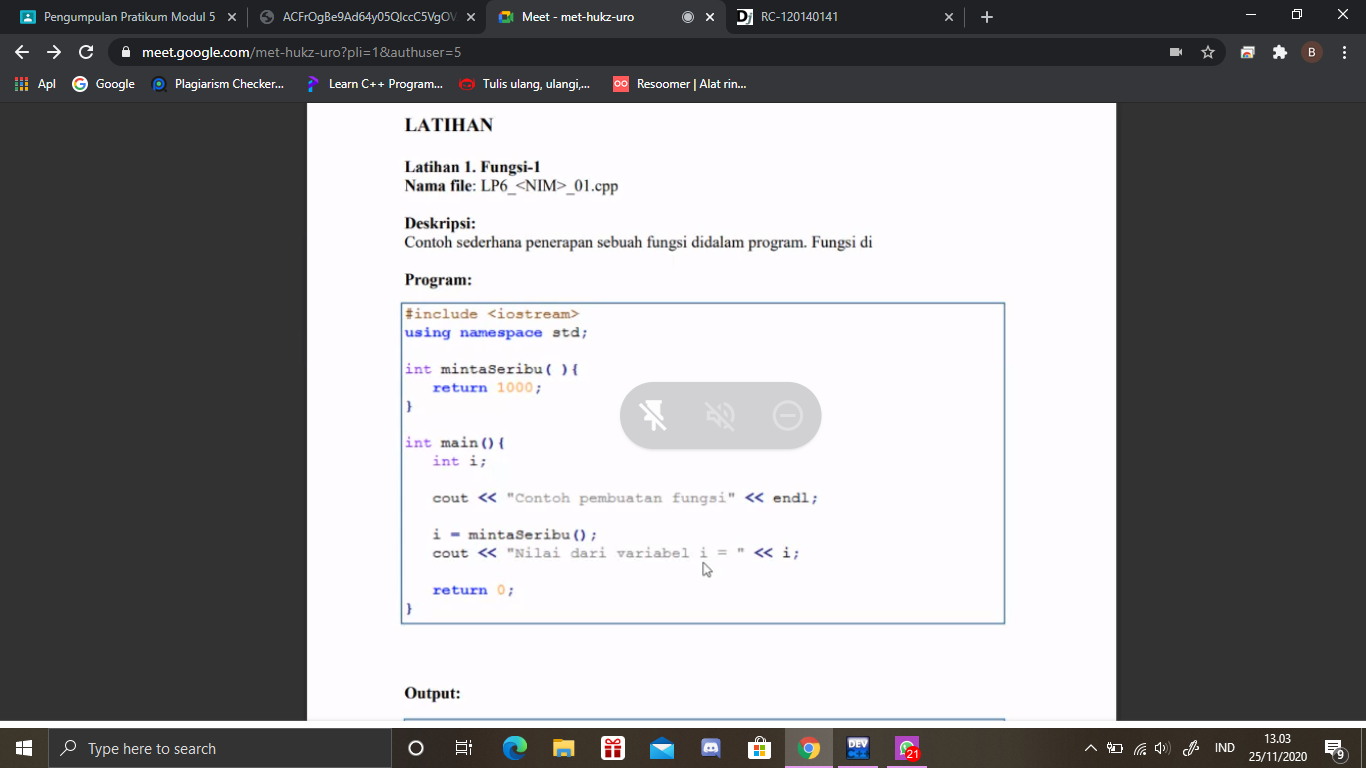 Pengumpulan Pratikum Modul 5
ACFrOgBe9Ad64y05QIccC5VgOV
Meet - met-hukz-uro
RC-120140141
meet.google.com/met-hukz-uro?pli=1&authuser=5
B
Apl
Google
Plagiarism Checker...
Learn C++ Program...
Tulis ulang, ulangi,...
Resoomer | Alat rin...
LATIHAN
Latihan 1. Fungsi-1
Nama file: LP6_<NIM>_01.cpp
Deskripsi:
Contoh sederhana penerapan sebuah fungsi didalam program. Fungsi di
Program:
#include <iostream>
using namespace std;
int mintaSeribu( ){
return 1000;
}
int main(){
int i;
cout << "Contoh pembuatan fungsi" << endl;
i = mintaSeribu();
cout << "Nilai dari variabel i = " << i;
return 0;
}
Output:
Type here to search
DEV
21
IND
13.03
25/11/2020
9